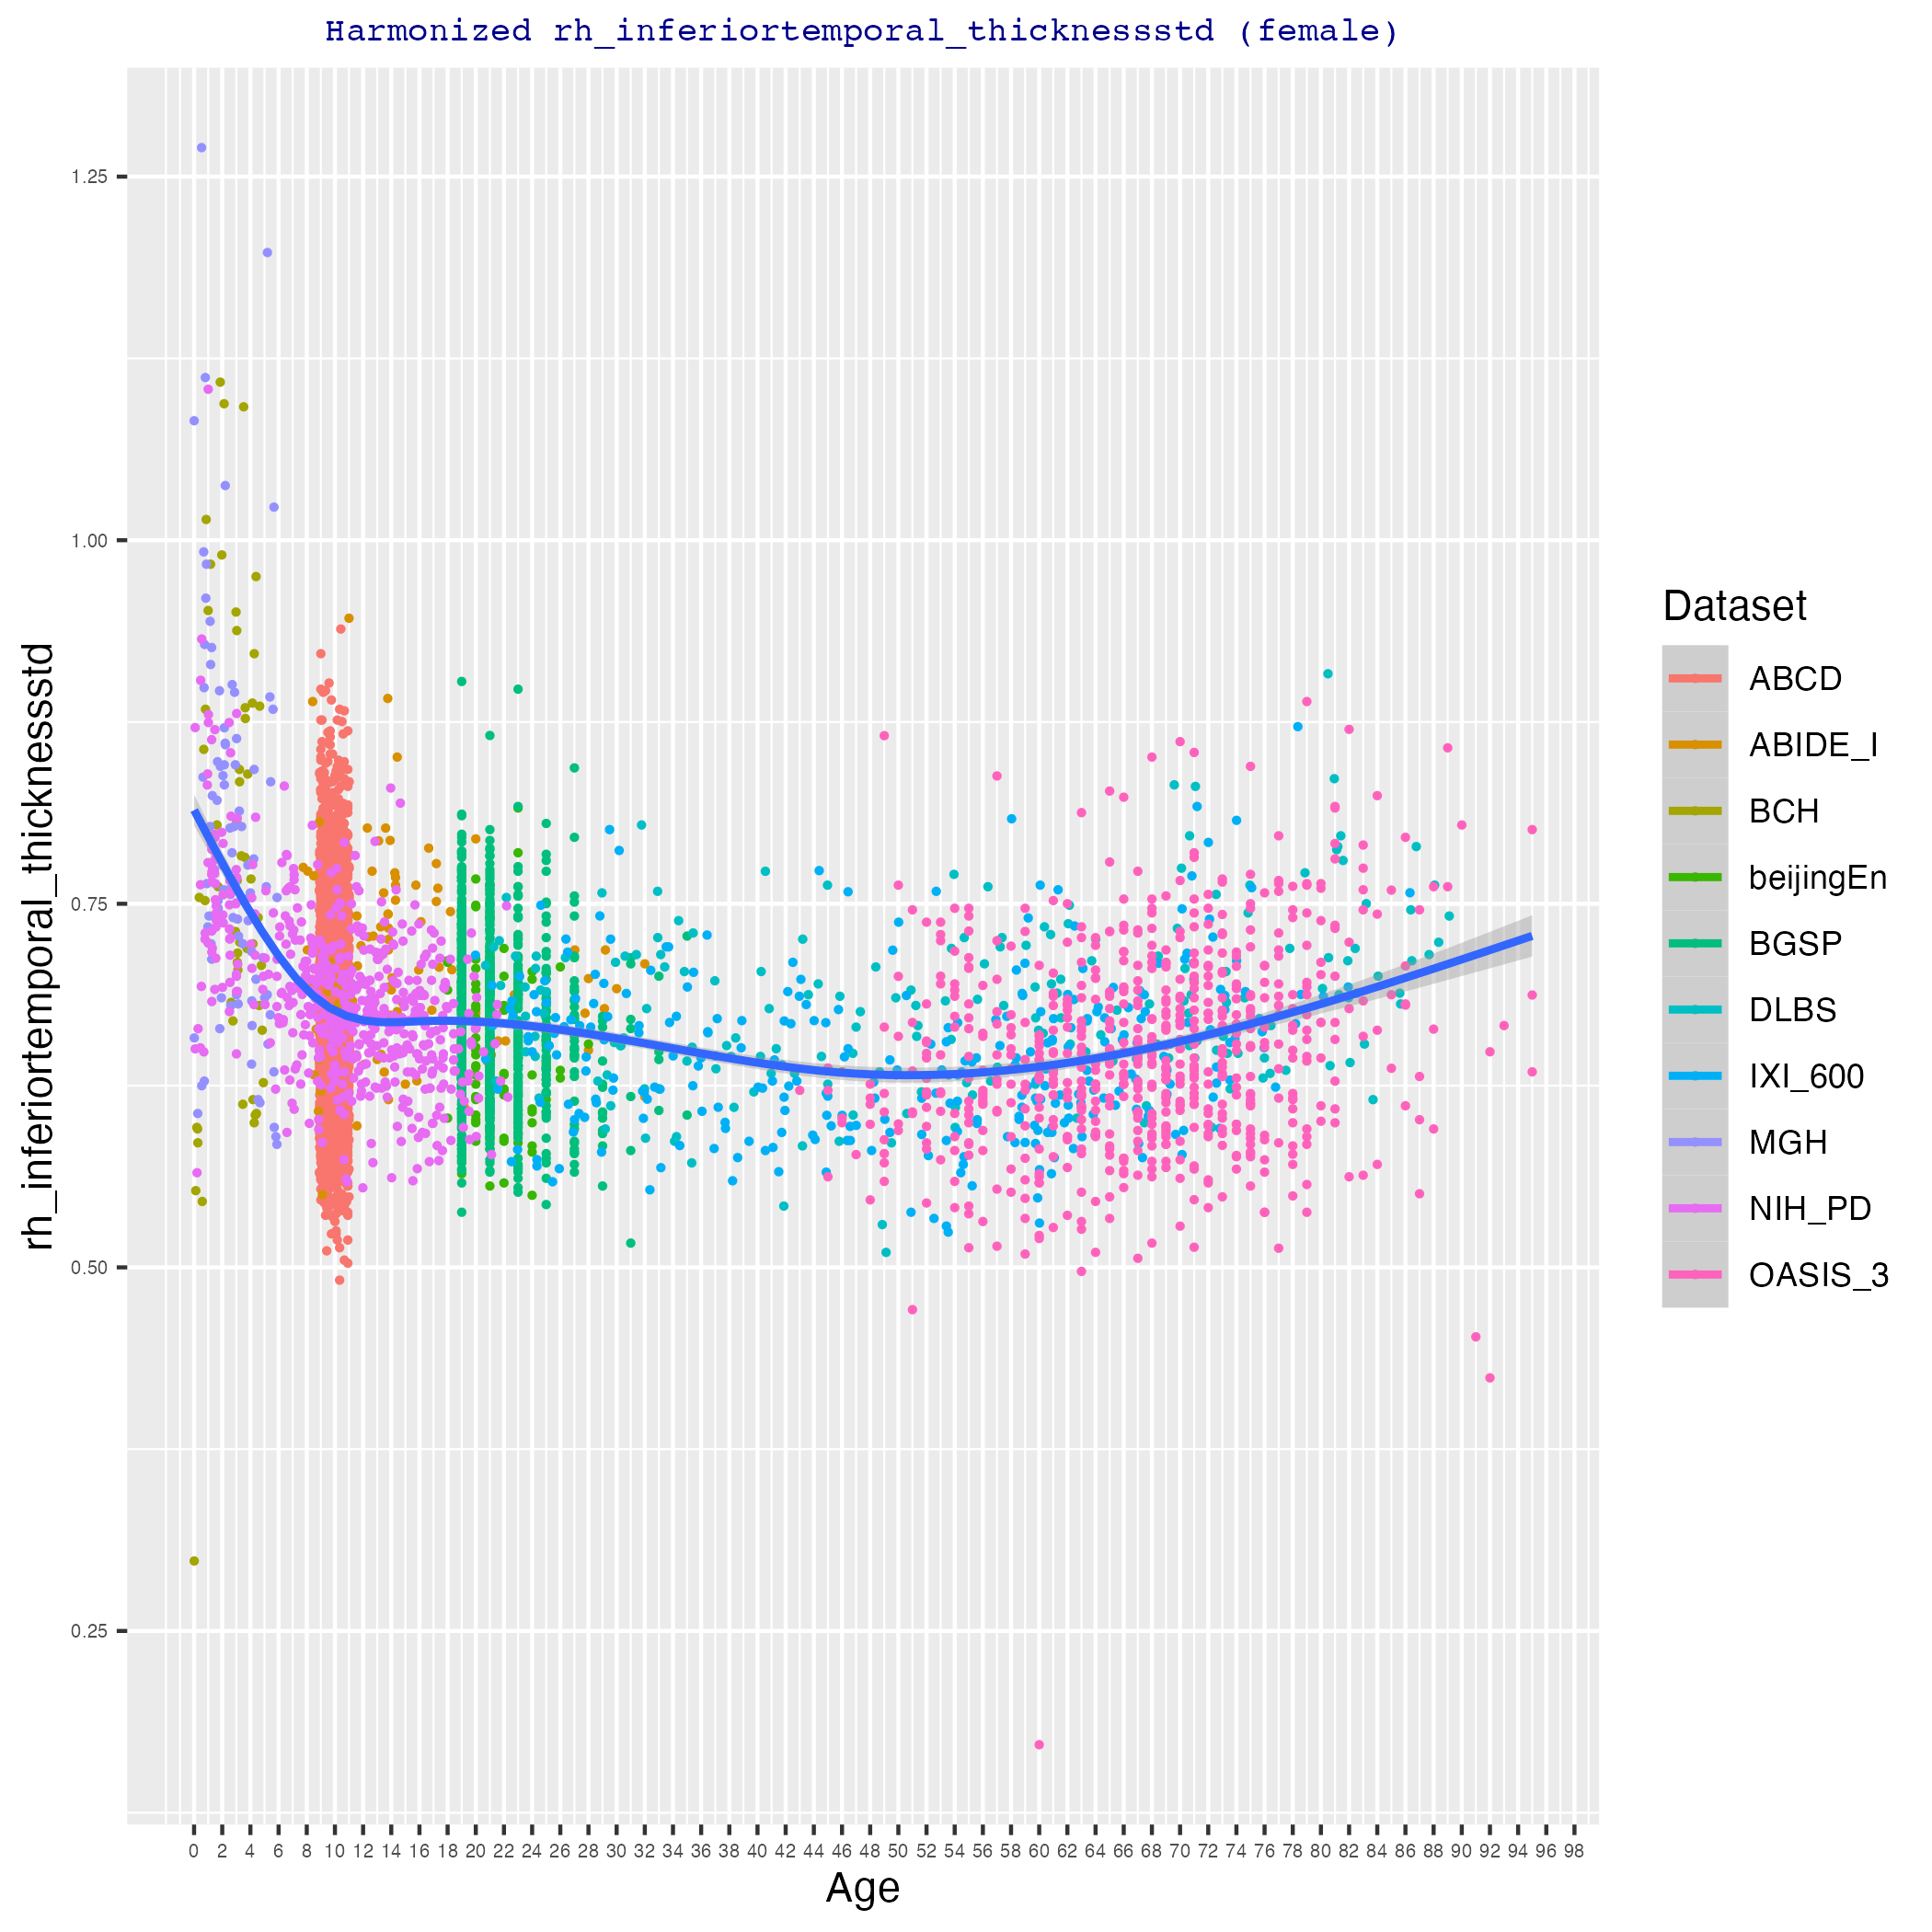 Harmonized rh_inferiortemporal_thicknessstd (female)
rh_inferiortemporal_thicknessstd
1.25
1.00
0.75
0.50
0.25
0 2 4 6 8 10 12 14 16 18 20 22 24 26 28 30 32 34 36 38 40 42 44 46 48 50 52 54 56 58 60 62 64 66 68 70 72 74 76 78 80 82 84 86 88 90 92 94 96 98
Age
Dataset
ABCD
ABIDE_I
BCH
beijingEn
BGSP
DLBS
IXI_600
MGH
NIH_PD
OASIS_3